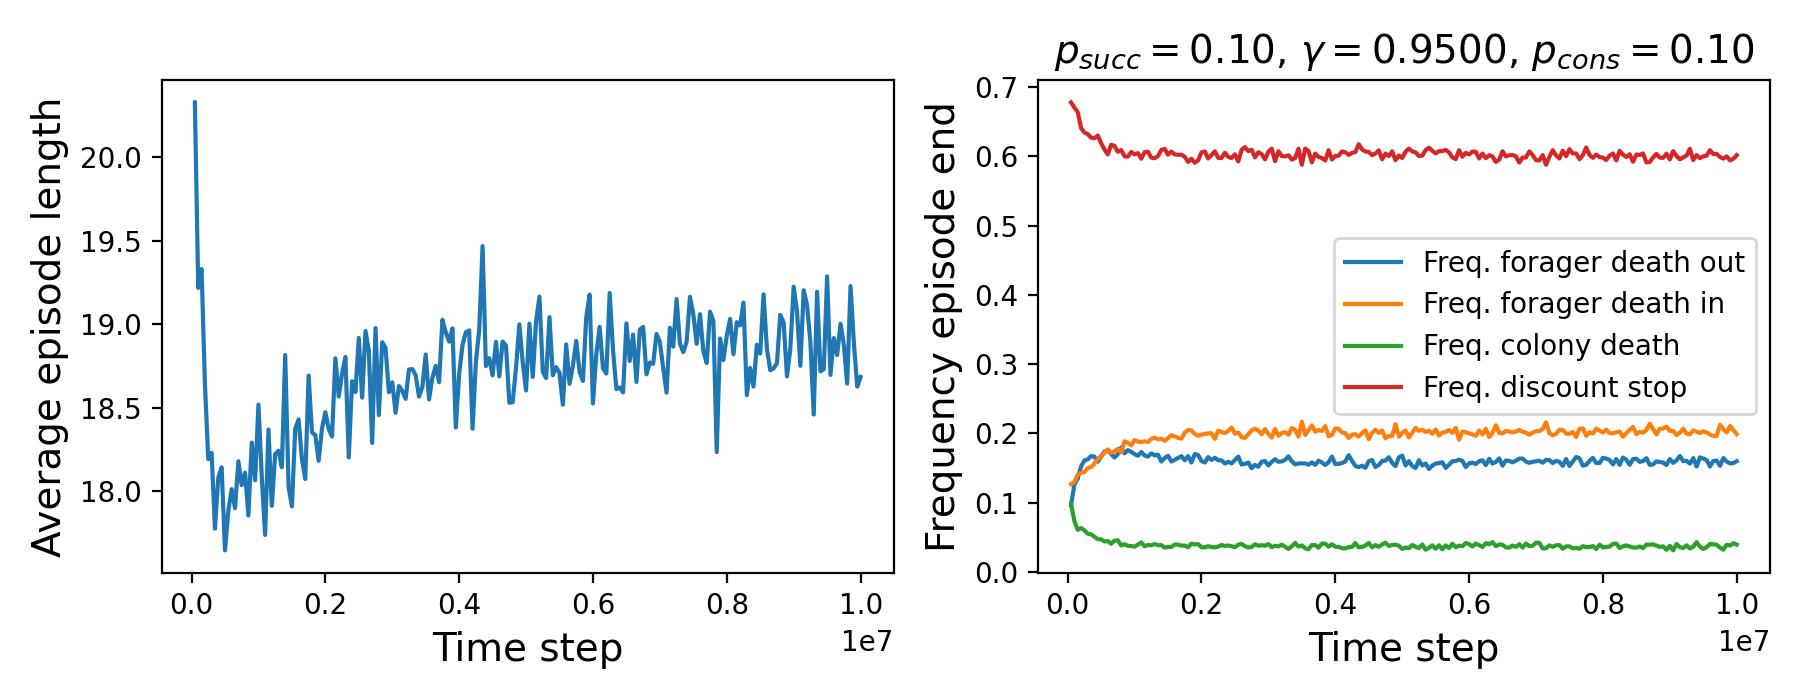 Average episode length
20.0
19.5
19.0
18.5
18.0
0.0 0.2 0.4 0.6 0.8 1.0
1e7
Time step
p_succ = 0.10, γ = 0.9500, p_cons = 0.10
Frequency episode end
0.7
0.6
0.5
0.4
0.3
0.2
0.1
0.0
Freq. forager death out
Freq. forager death in
Freq. colony death
Freq. discount stop
0.0 0.2 0.4 0.6 0.8 1.0
1e7
Time step